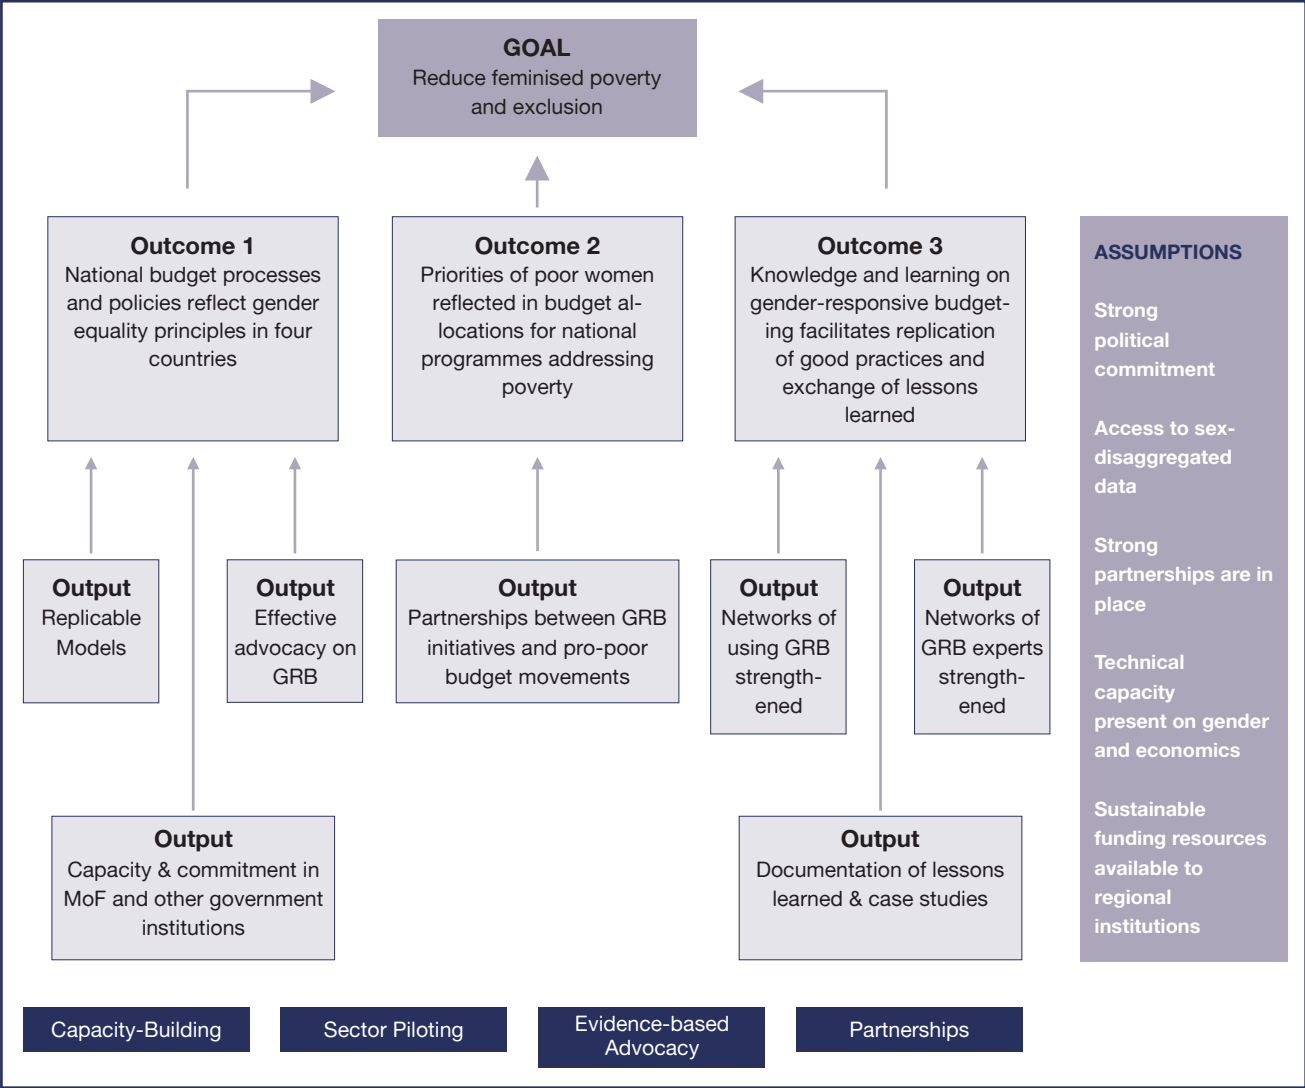 GOAL
Reduce feminised poverty
and exclusion
Outcome 1
National budget processes
and policies reflect gender
equality principles in four
countries
Outcome 2
Priorities of poor women
reflected in budget al-
locations for national
programmes addressing
poverty
Outcome 3
Knowledge and learning on
gender-responsive budget-
ing facilitates replication
of good practices and
exchange of lessons
learned
Output
Replicable
Models
Output
Effective
advocacy on
GRB
Output
Partnerships between GRB
initiatives and pro-poor
budget movements
Output
Networks of
using GRB
strength-
ened
Output
Networks of
GRB experts
strength-
ened
Output
Capacity & commitment in
MoF and other government
institutions
Output
Documentation of lessons
learned & case studies
ASSUMPTIONS
Strong
political
commitment
Access to sex-
disaggregated
data
Strong
partnerships are in
place
Technical
capacity
present on gender
and economics
Sustainable
funding resources
available to
regional
institutions
Capacity-Building
Sector Piloting
Evidence-based
Advocacy
Partnerships